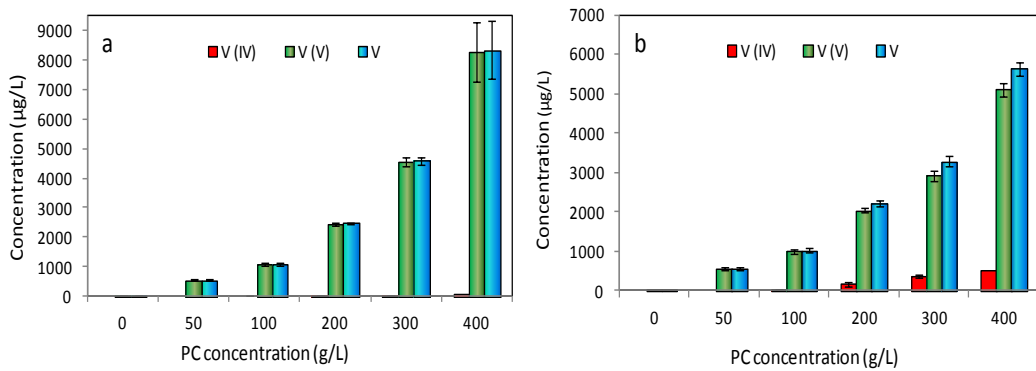 a
V (IV) V (V) V
Concentration (µg/L)
9000
8000
7000
6000
5000
4000
3000
2000
1000
0
0 50 100 200 300 400
PC concentration (g/L)
b
V (IV) V (V) V
Concentration (µg/L)
7000
6000
5000
4000
3000
2000
1000
0
0 50 100 200 300 400
PC concentration (g/L)